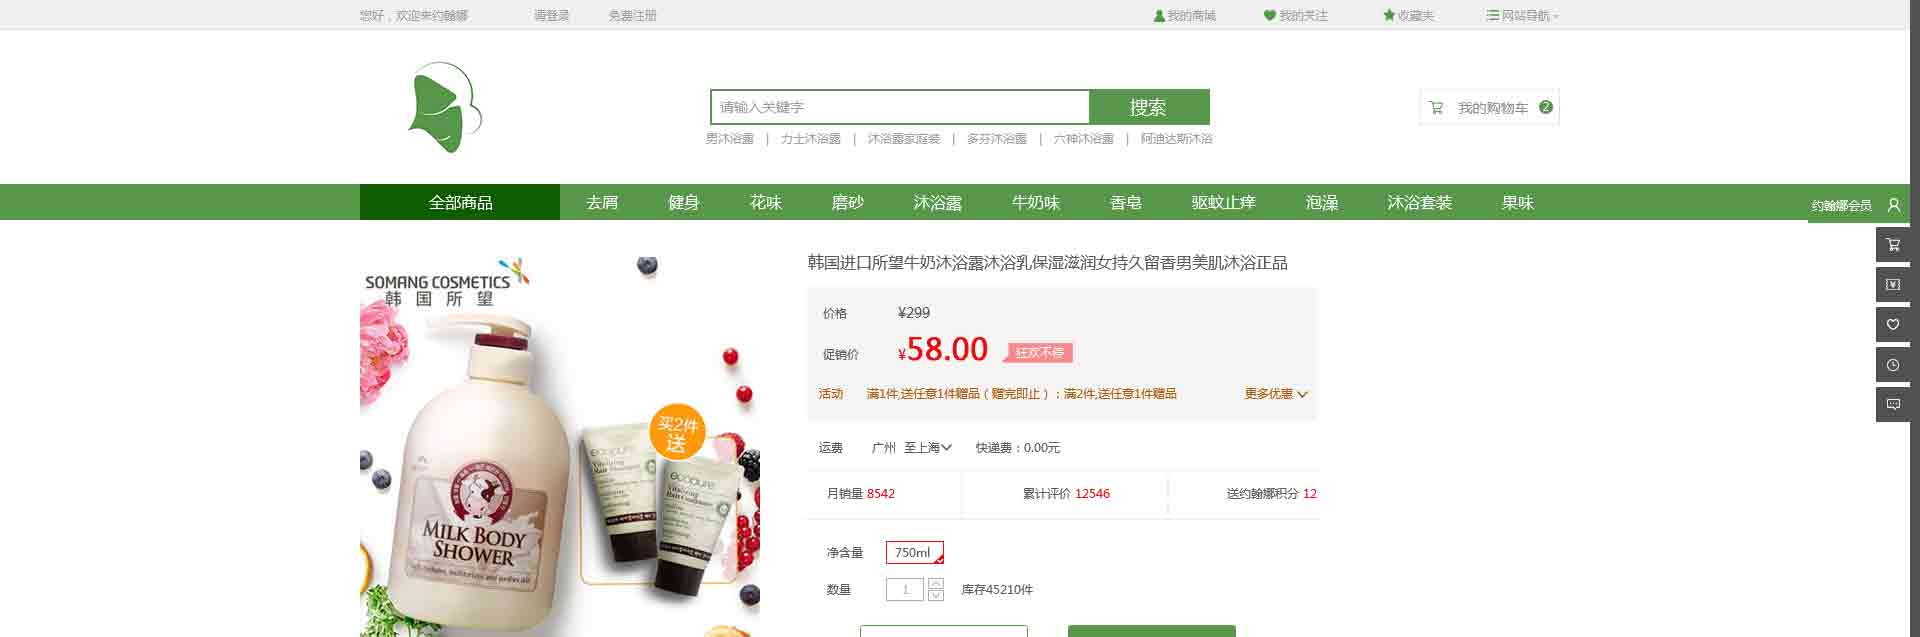 您好，欢迎来约翰娜 请登录 免费注册 我的商城 我的关注 收藏夹 网站导航
请输入关键字 搜索 我的购物车 2
男沐浴露 | 力士沐浴露 | 沐浴露家庭装 | 多芬沐浴露 | 六神沐浴露 | 阿迪达斯沐浴
全部商品 去屑 健身 花味 磨砂 沐浴露 牛奶味 香皂 驱蚊止痒 泡澡 沐浴套装 果味
约翰娜会员
韩国进口所望牛奶沐浴露沐浴乳保湿滋润女持久留香男美肌沐浴正品
SOMANG COSMETICS
韩国所望
价格 ¥299
促销价 ¥58.00 狂欢不停
活动 满1件,送任意1件赠品（赠完即止）；满2件,送任意1件赠品 更多优惠
买2件
送
运费 广州 至上海 快递费：0.00元
月销量 8542 累计评价 12546 送约翰娜积分 12
ecopure
Vitalizing
Hair Shampoo
ecopure
Vitalizing
Hair Conditioner
MILK BODY
SHOWER
净含量 750ml
数量 1 库存45210件